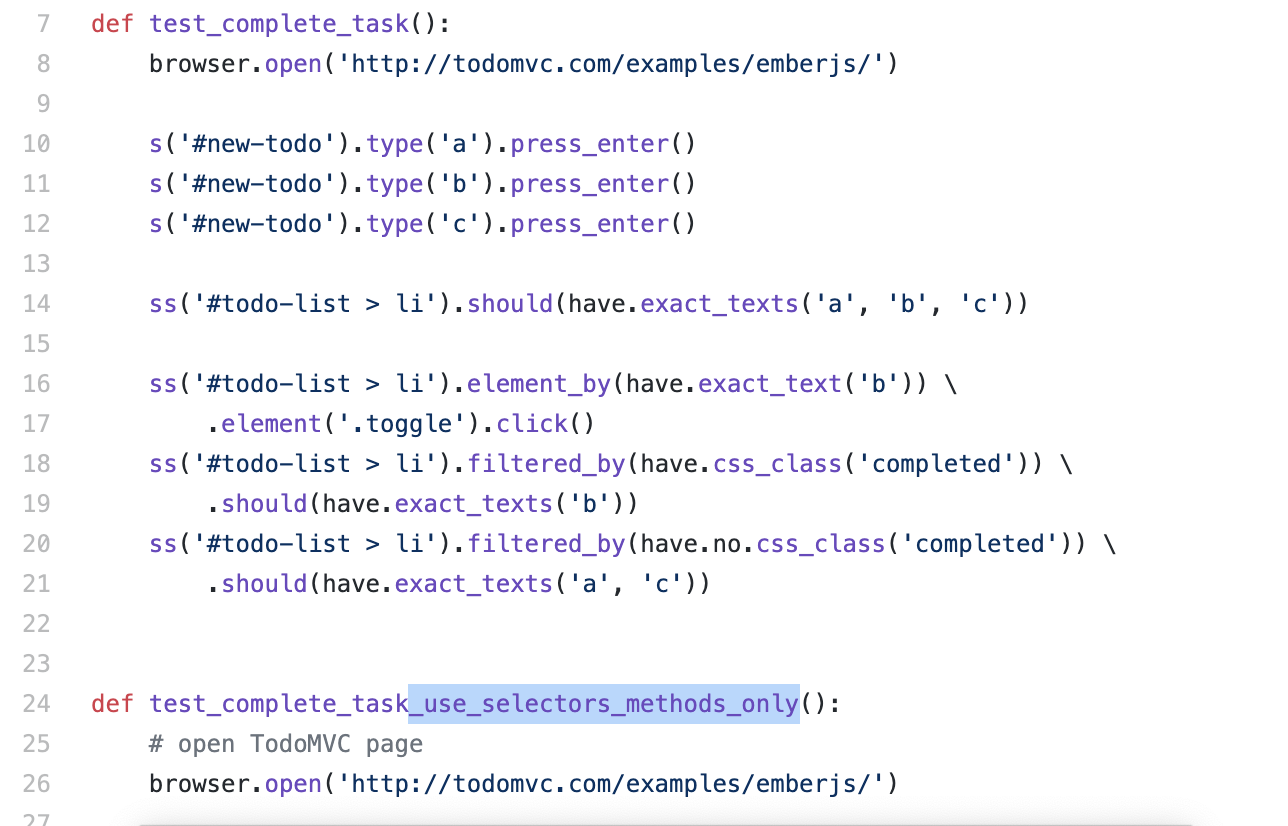 7 def test_complete_task():
8     browser.open('http://todomvc.com/examples/emberjs/')
9
10     s('#new-todo').type('a').press_enter()
11     s('#new-todo').type('b').press_enter()
12     s('#new-todo').type('c').press_enter()
13
14     ss('#todo-list > li').should(have.exact_texts('a', 'b', 'c'))
15
16     ss('#todo-list > li').element_by(have.exact_text('b')) \
17         .element('.toggle').click()
18     ss('#todo-list > li').filtered_by(have.css_class('completed')) \
19         .should(have.exact_texts('b'))
20     ss('#todo-list > li').filtered_by(have.no.css_class('completed')) \
21         .should(have.exact_texts('a', 'c'))
22
23
24 def test_complete_task_use_selectors_methods_only():
25     # open TodoMVC page
26     browser.open('http://todomvc.com/examples/emberjs/')
27